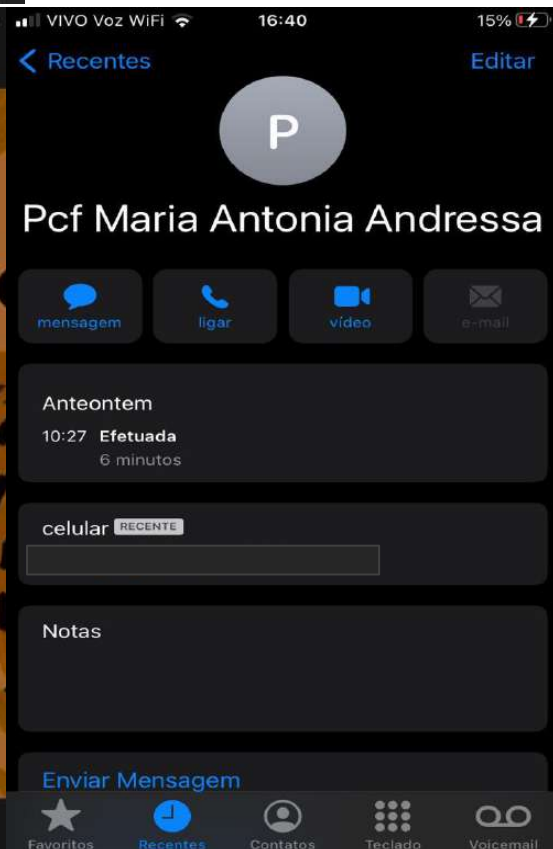 VIVO Voz WiFi 16:40 15%
Recentes Editar
P
Pcf Maria Antonia Andressa
mensagem ligar vídeo e-mail
Anteontem
10:27 Efetuada
6 minutos
celular RECENTE
Notas
Enviar Mensagem
Favoritos Recentes Contatos Teclado Voicemail